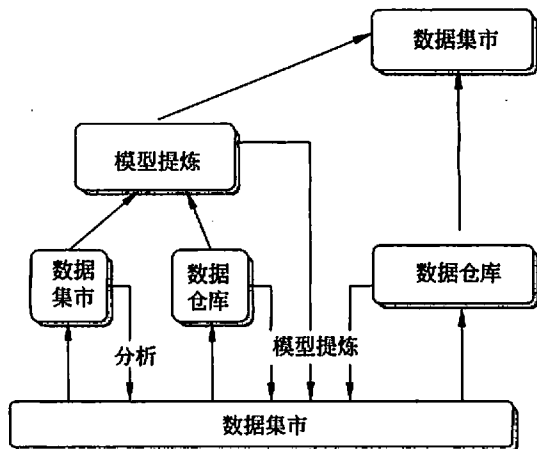 数据集市
模型提炼
数据
集市
数据
仓库
数据仓库
分析
模型提炼
数据集市